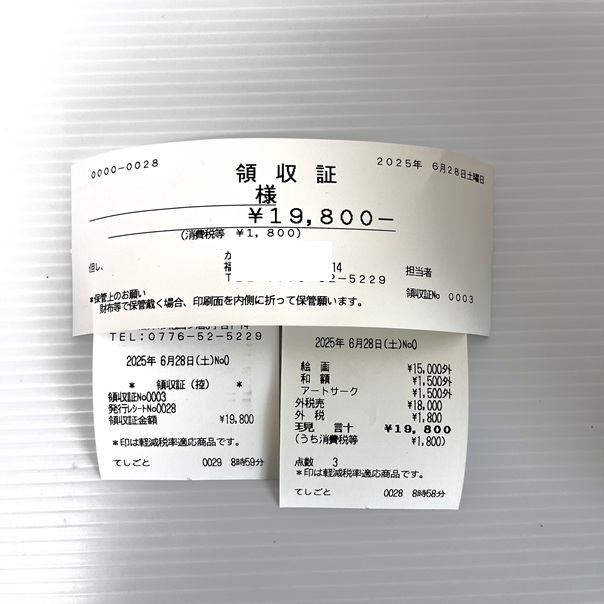 0000-0028
2025年 6月28日土曜日
領収証
様
¥19,800-
(消費税等 ¥1,800)
但し、
14
5229
担当者
*保管上のお願い
財布等で保管戴く場合、印刷面を内側に折って保管願います。
領収証No 0003
TEL:0776-52-5229
2025年 6月28日(土)No0
* 領収証(控) *
領収証No0003
発行レシートNo0028
領収証金額 ¥19,800
*印は軽減税率適応商品です。
てしごと 0029 8時59分
2025年 6月28日(土)No0
絵画 ¥15,000外
和額 ¥1,500外
アートサーク ¥1,500外
外税売 ¥18,000
外税 ¥1,800
現計 ¥19,800
(うち消費税等 ¥1,800)
点数 3
*印は軽減税率適応商品です。
てしごと 0028 8時58分